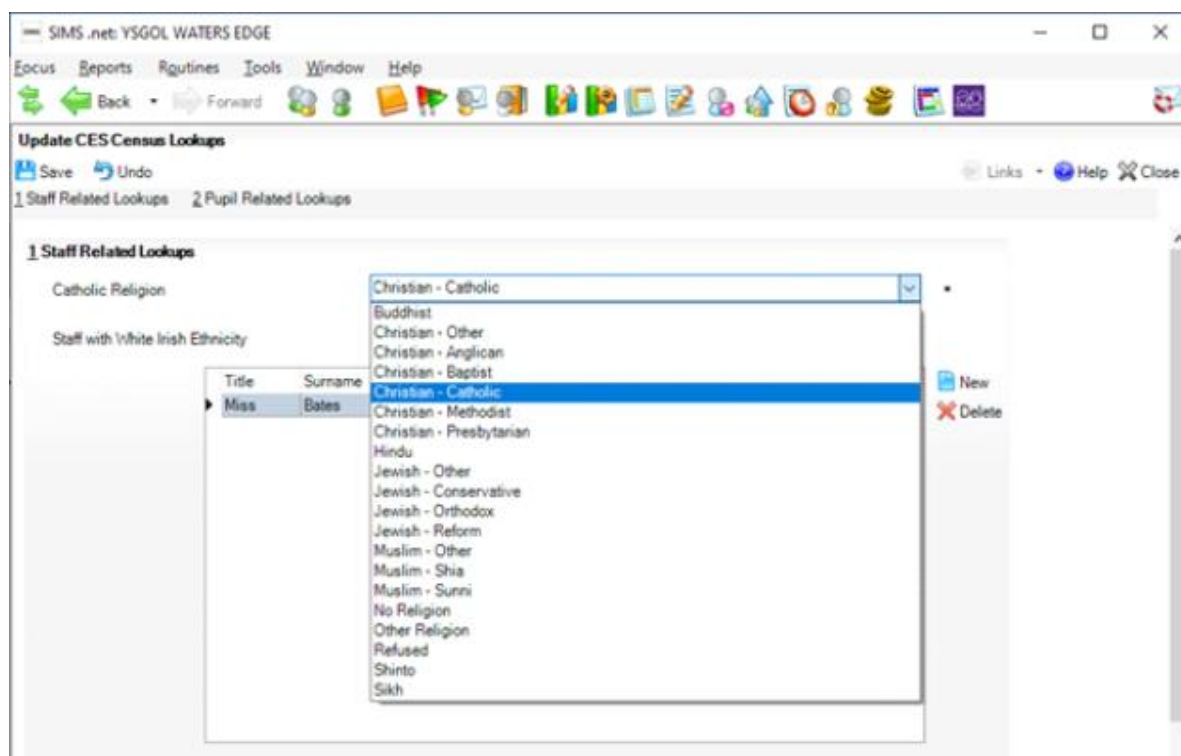 SIMS .net: YSGOL WATERS EDGE
Focus Reports Routines Tools Window Help
Back Forward
Update CES Census Lookups
Save Undo Links Help Close
1 Staff Related Lookups 2 Pupil Related Lookups
1 Staff Related Lookups
Catholic Religion Christian - Catholic
Buddhist
Staff with White Irish Ethnicity Christian - Other
Christian - Anglican
Christian - Baptist
Title Surname Christian - Catholic New
Miss Bates Christian - Methodist Delete
Christian - Presbytarian
Hindu
Jewish - Other
Jewish - Conservative
Jewish - Orthodox
Jewish - Reform
Muslim - Other
Muslim - Shia
Muslim - Sunni
No Religion
Other Religion
Refused
Shinto
Sikh